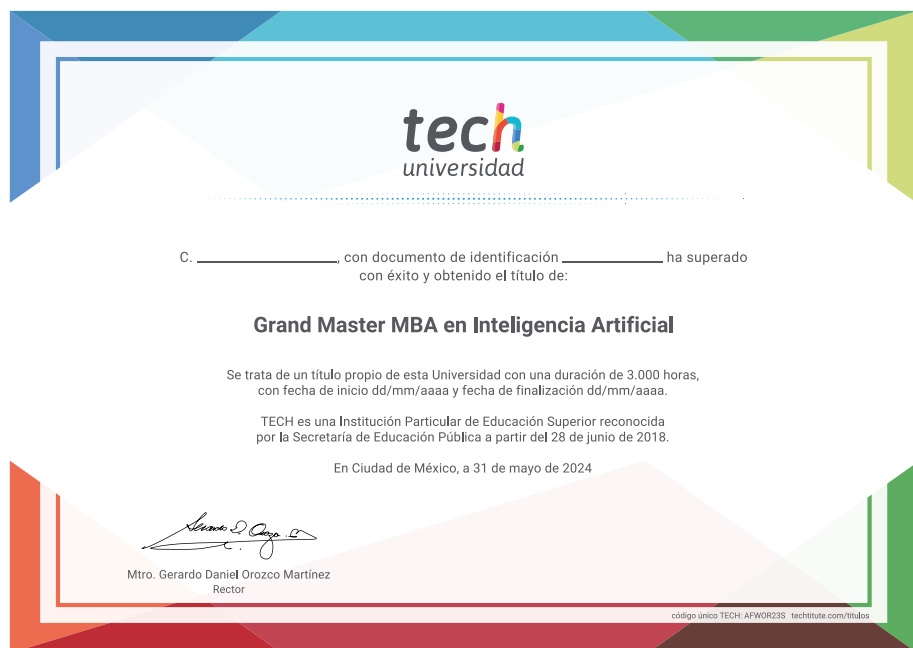 tech
universidad
C. ____________, con documento de identificación ____________ ha superado
con éxito y obtenido el título de:
Grand Master MBA en Inteligencia Artificial
Se trata de un título propio de esta Universidad con una duración de 3.000 horas,
con fecha de inicio dd/mm/aaaa y fecha de finalización dd/mm/aaaa.
TECH es una Institución Particular de Educación Superior reconocida
por la Secretaría de Educación Pública a partir del 28 de junio de 2018.
En Ciudad de México, a 31 de mayo de 2024
Mtro. Gerardo Daniel Orozco Martínez
Rector
código único TECH: AFWOR23S techtitute.com/titulos